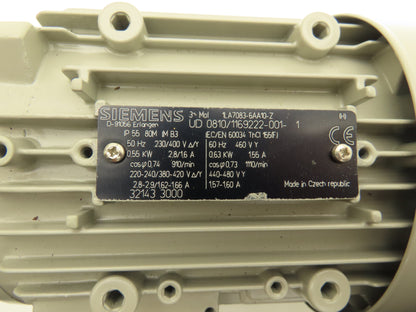 SIEMENS 3~ Mot 1LA7083-6AA10-Z
D-91056 Erlangen UD 0810/1169222-001- 1
IP 55 80M IM B3 IEC/EN 60034 ThCl 155(F)
50 Hz 230/400 V Δ/Y 60 Hz 460 V Y
0.55 KW 2.8/1.6 A 0.63 KW 1.55 A
cosφ 0,74 910/min cosφ 0.73 1110/min
220-240/380-420 V Δ/Y 440-480 V Y
2.8-2.9/1.62-1.66 A 1.57-1.60 A
32143 3000 Made in Czech republic
CE